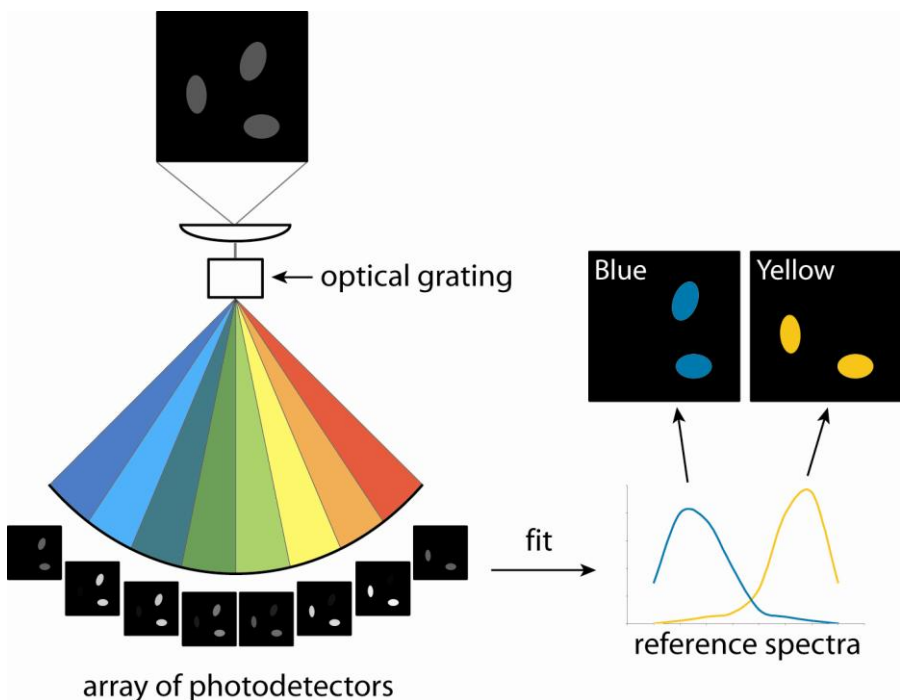 optical grating
Blue
Yellow
fit
reference spectra
array of photodetectors